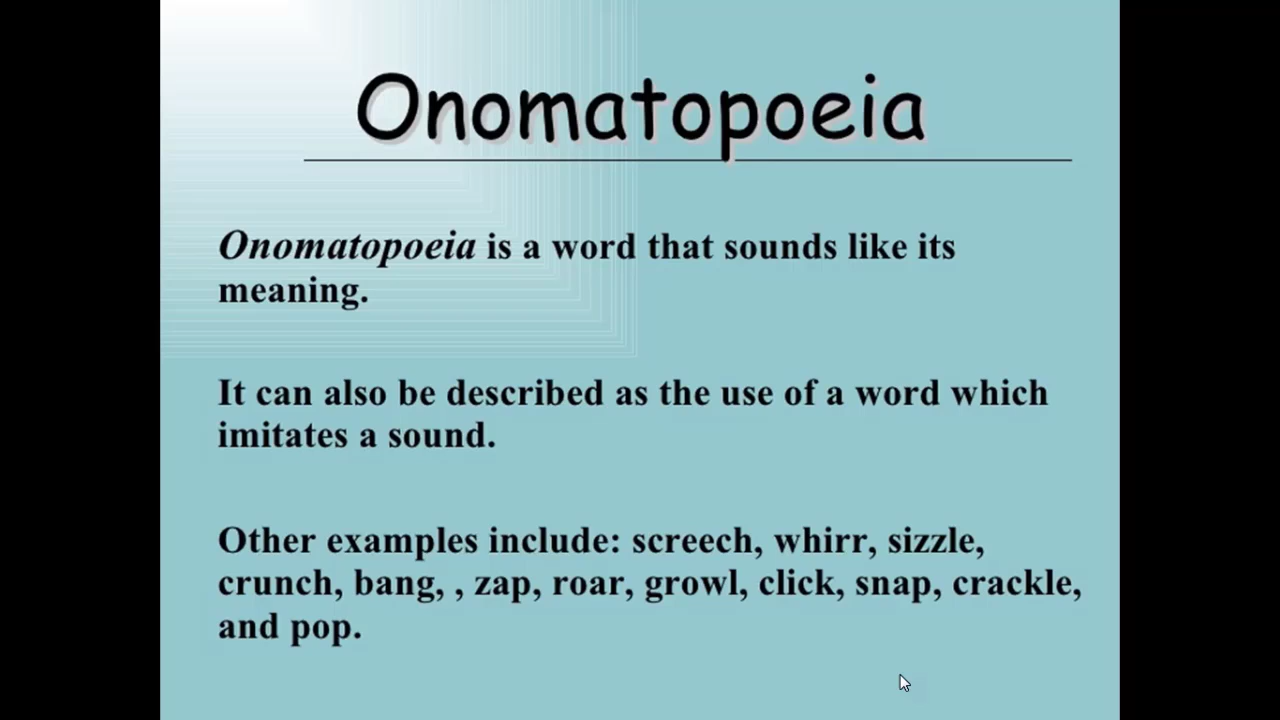 Onomatopoeia
Onomatopoeia is a word that sounds like its
meaning.
It can also be described as the use of a word which
imitates a sound.
Other examples include: screech, whirr, sizzle,
crunch, bang, , zap, roar, growl, click, snap, crackle,
and pop.